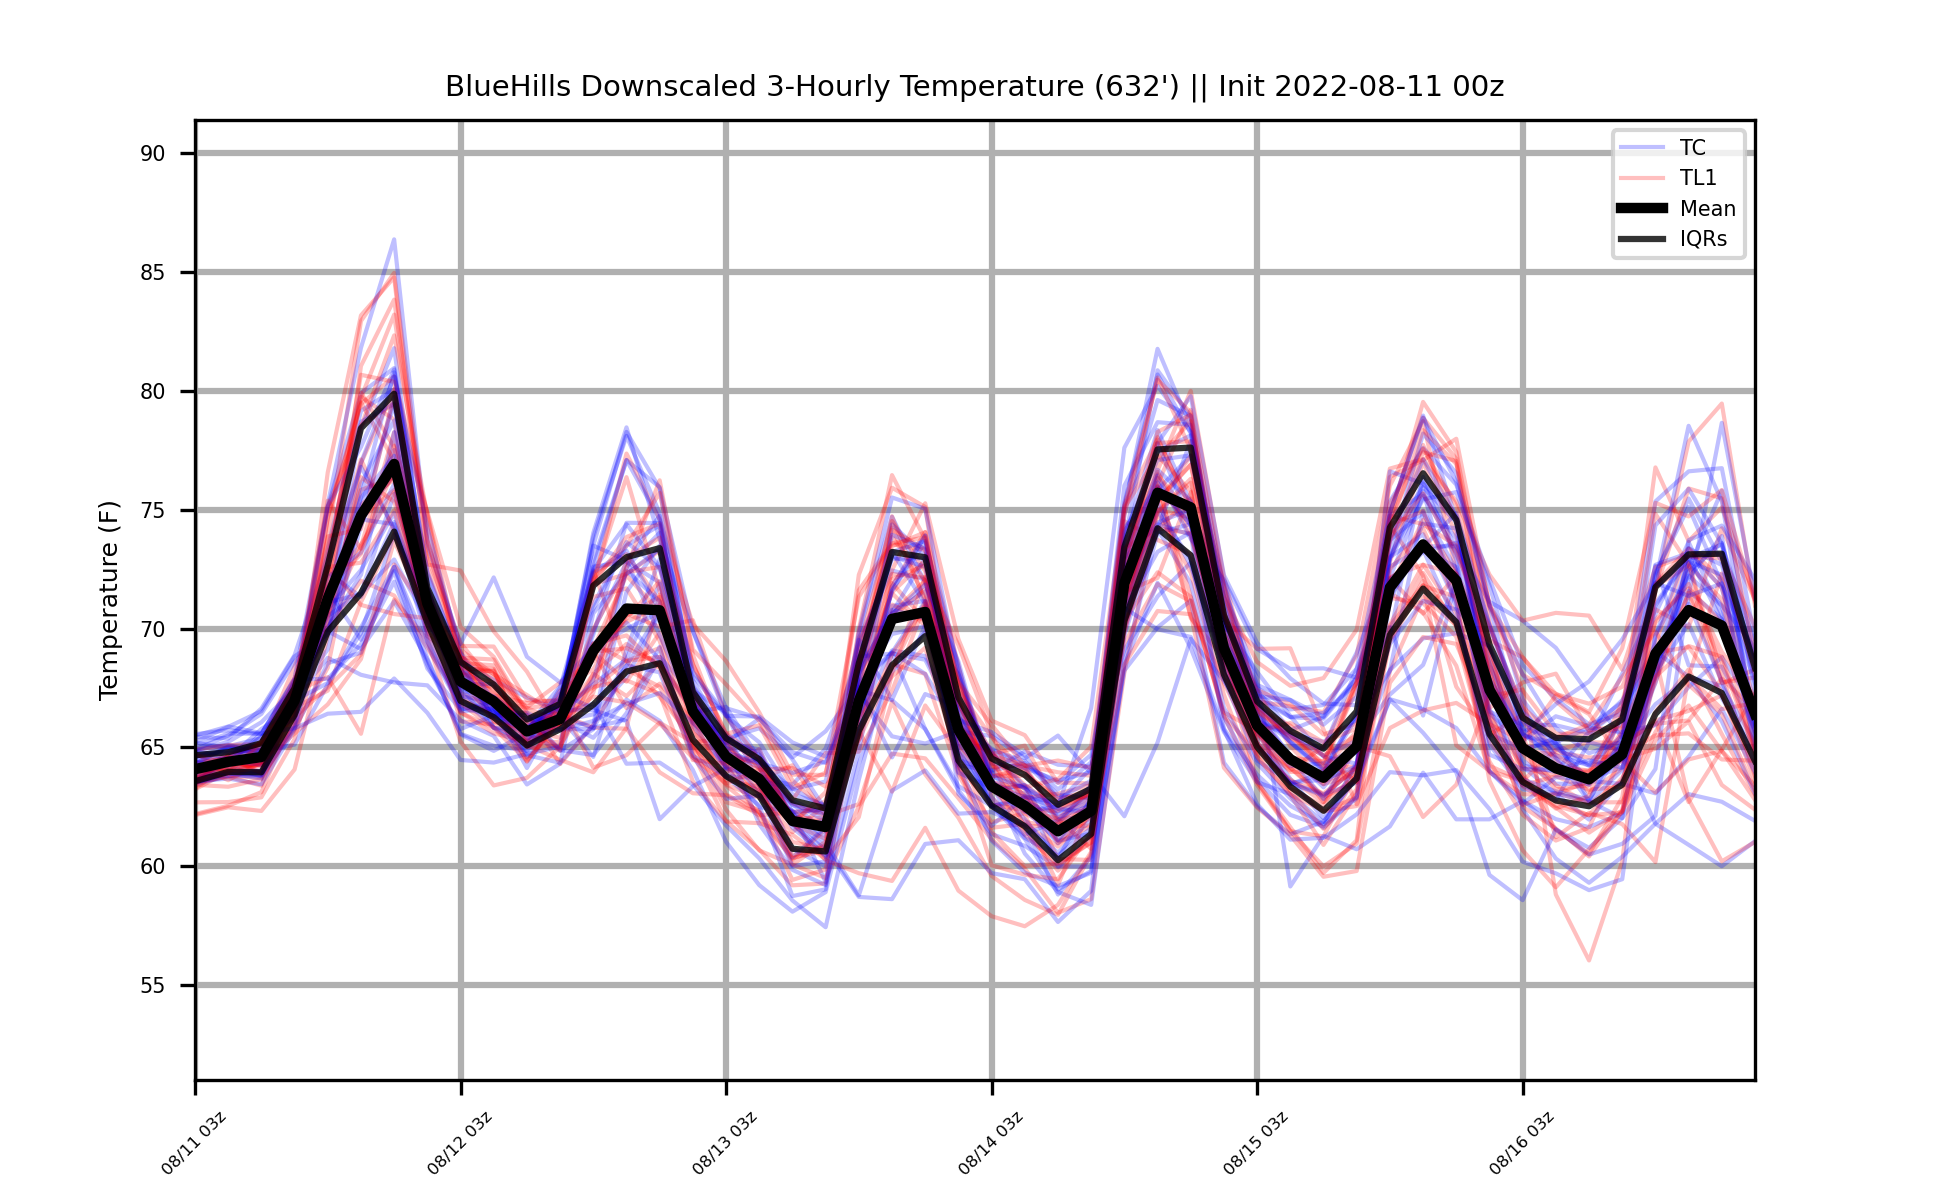 BlueHills Downscaled 3-Hourly Temperature (632') || Init 2022-08-11 00z
TC
TL1
Mean
IQRs
Temperature (F)
90
85
80
75
70
65
60
55
08/11 03z
08/12 03z
08/13 03z
08/14 03z
08/15 03z
08/16 03z